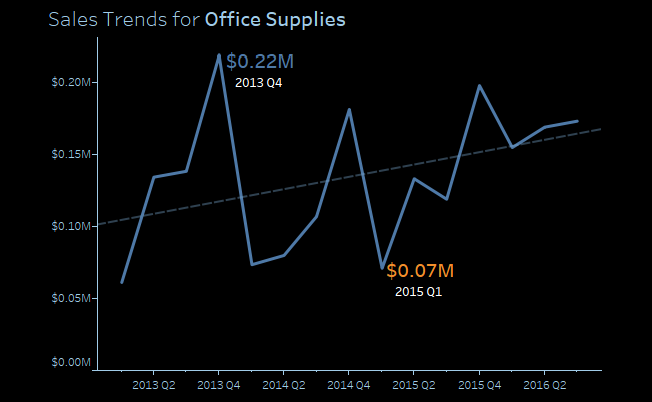 Sales Trends for Office Supplies
$0.22M
2013 Q4
$0.20M
$0.15M
$0.10M
$0.07M
2015 Q1
$0.05M
$0.00M
2013 Q2 2013 Q4 2014 Q2 2014 Q4 2015 Q2 2015 Q4 2016 Q2